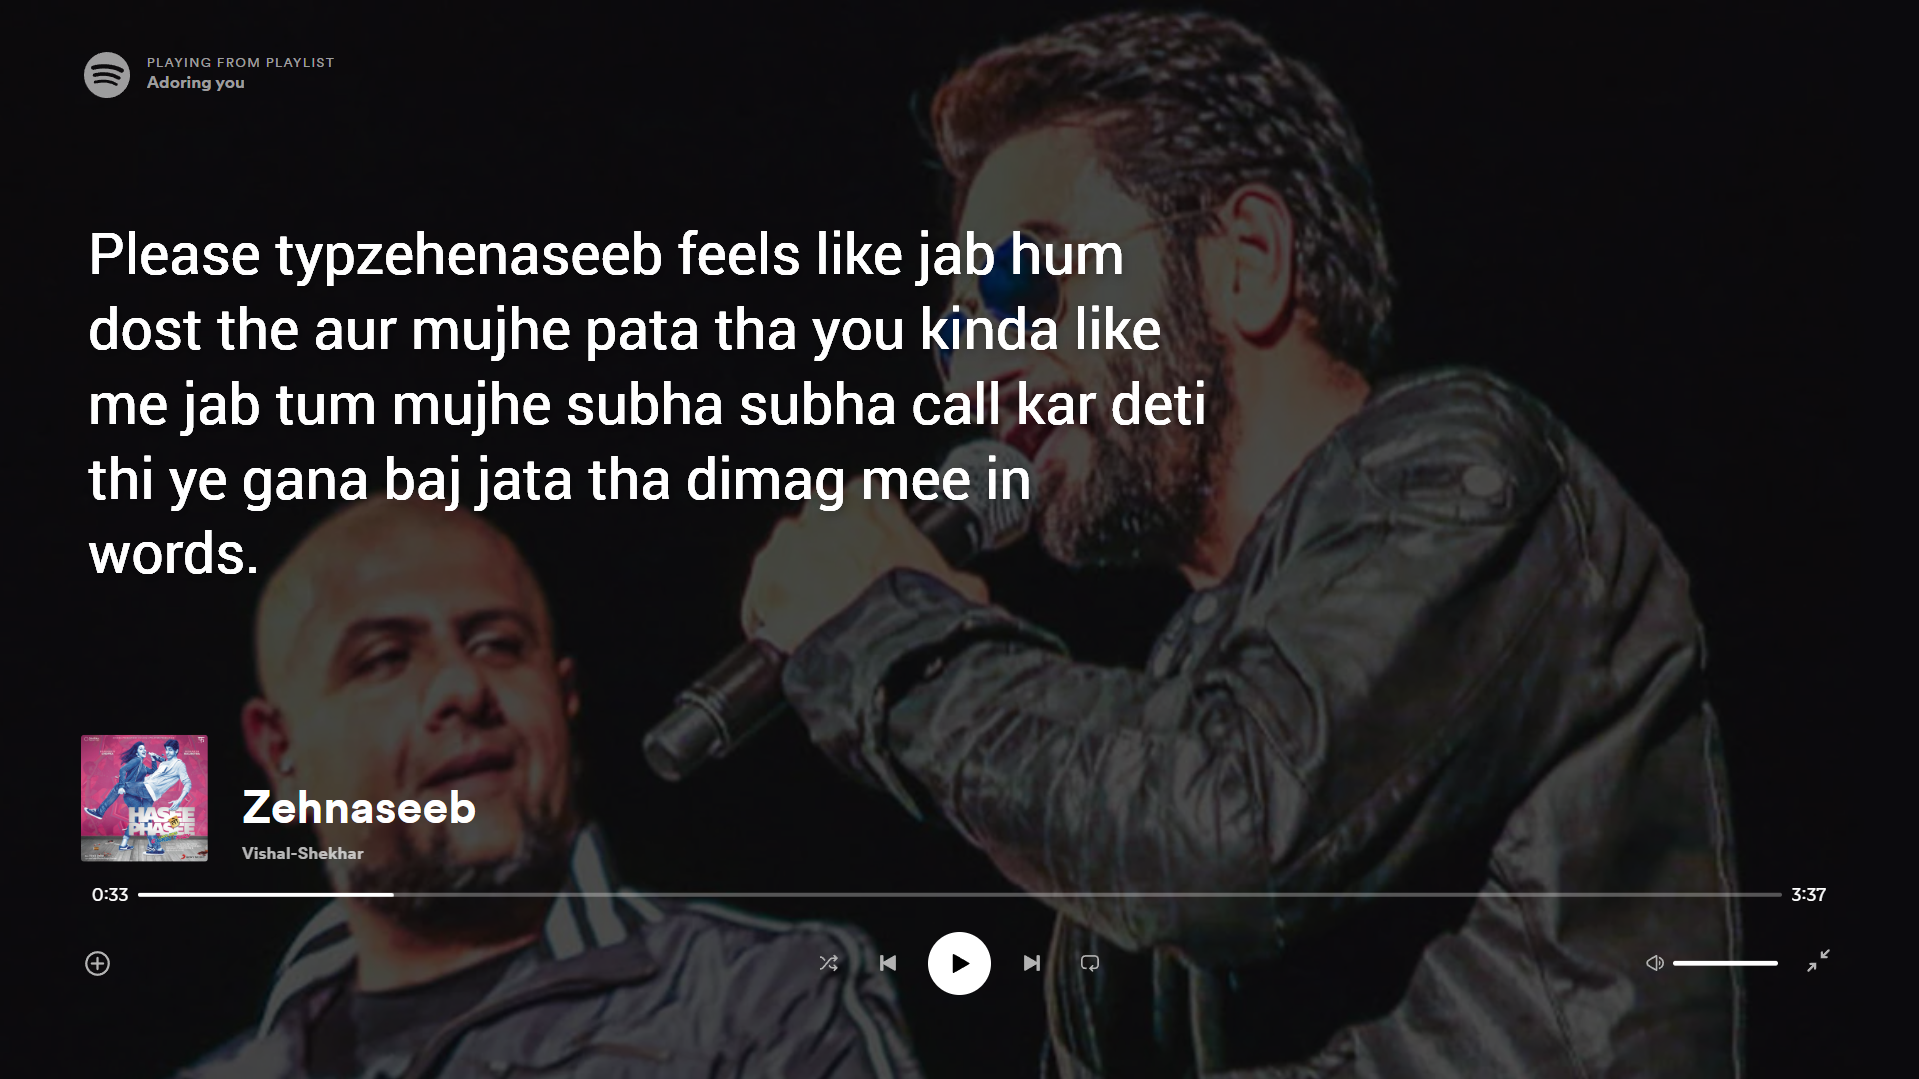 PLAYING FROM PLAYLIST
Adoring you
Please typzehenaseeb feels like jab hum
dost the aur mujhe pata tha you kinda like
me jab tum mujhe subha subha call kar deti
thi ye gana baj jata tha dimag mee in
words.
HASEE
PHASEE
Zehnaseeb
Vishal-Shekhar
0:33
3:37